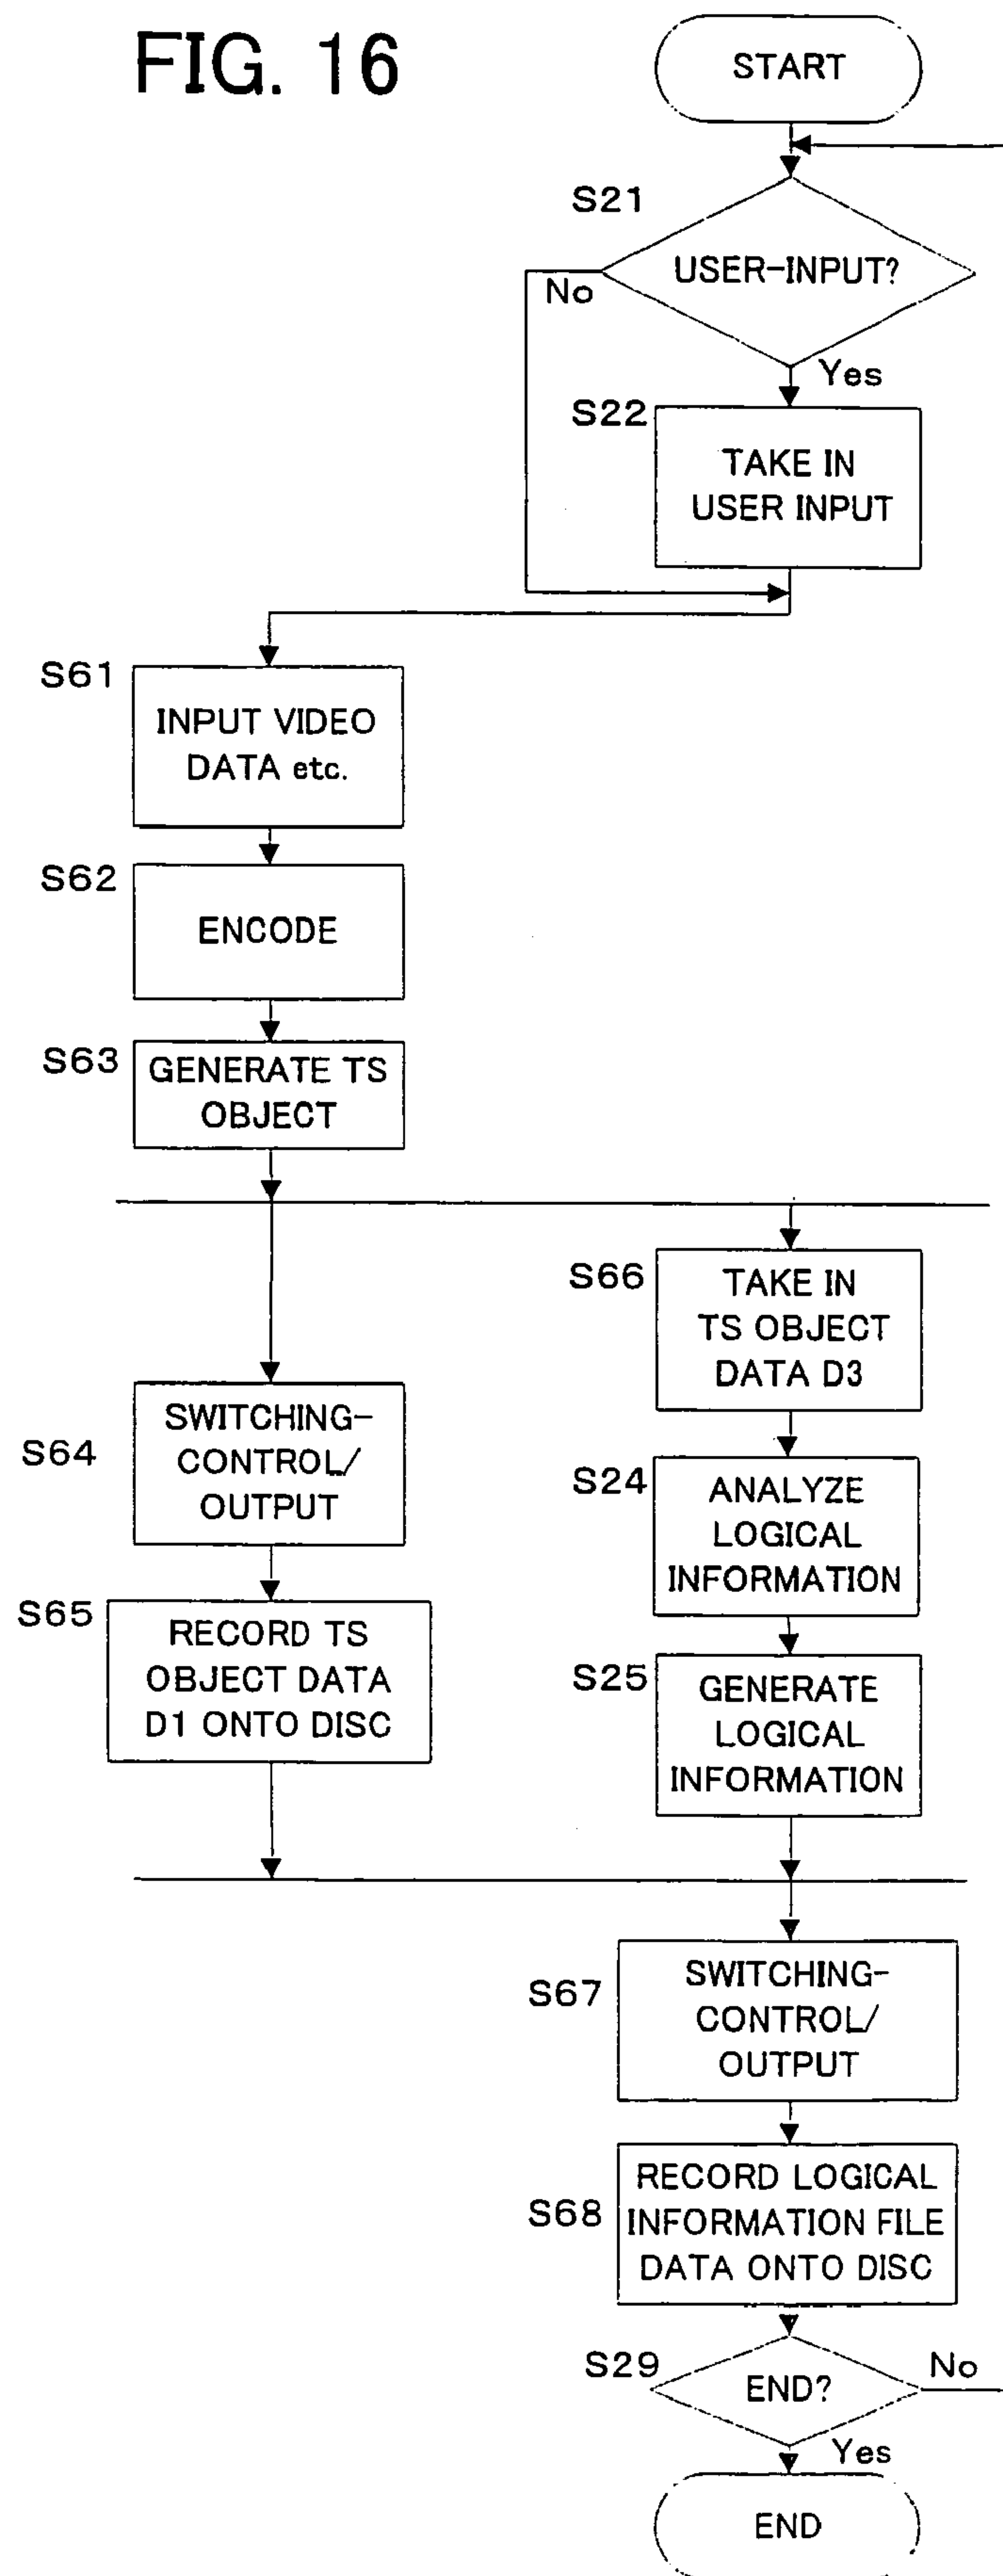 FIG. 16
START
S21
USER-INPUT?
No
Yes
S22
TAKE IN
USER INPUT
S61
INPUT VIDEO
DATA etc.
S62
ENCODE
S63
GENERATE TS
OBJECT
S66
TAKE IN
TS OBJECT
DATA D3
S64
SWITCHING-
CONTROL/
OUTPUT
S24
ANALYZE
LOGICAL
INFORMATION
S65
RECORD TS
OBJECT DATA
D1 ONTO DISC
S25
GENERATE
LOGICAL
INFORMATION
S67
SWITCHING-
CONTROL/
OUTPUT
S68
RECORD LOGICAL
INFORMATION FILE
DATA ONTO DISC
S29
END?
No
Yes
END